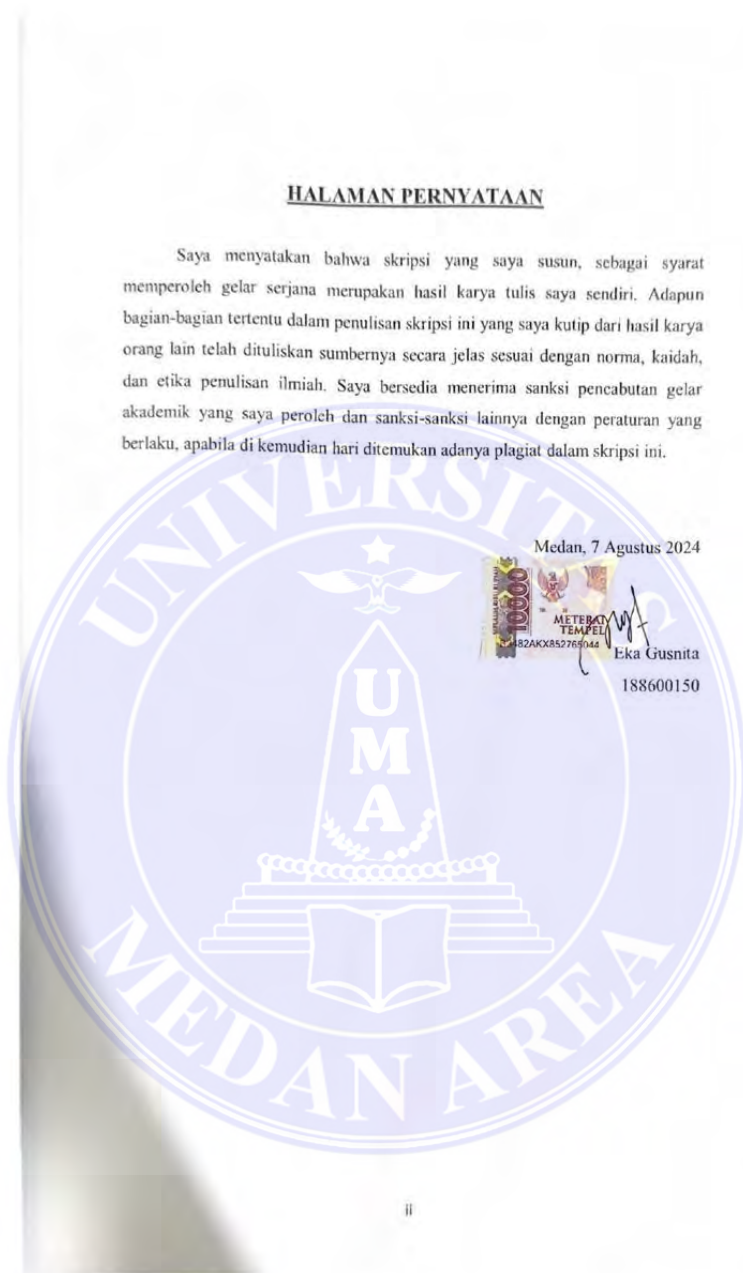 HALAMAN PERNYATAAN
Saya menyatakan bahwa skripsi yang saya susun, sebagai syarat
memperoleh gelar serjana merupakan hasil karya tulis saya sendiri. Adapun
bagian-bagian tertentu dalam penulisan skripsi ini yang saya kutip dari hasil karya
orang lain telah dituliskan sumbernya secara jelas sesuai dengan norma, kaidah,
dan etika penulisan ilmiah. Saya bersedia menerima sanksi pencabutan gelar
akademik yang saya peroleh dan sanksi-sanksi lainnya dengan peraturan yang
berlaku, apabila di kemudian hari ditemukan adanya plagiat dalam skripsi ini.
UNIVERSITAS
Medan, 7 Agustus 2024
10000
METERAI
TEMPEL
482AKX852765044
Eka Gusnita
188600150
U
M
A
MEDAN AREA
ii